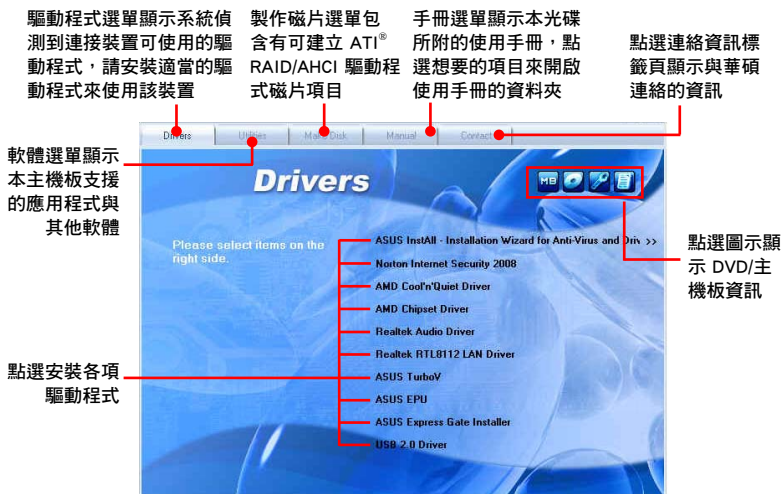 驅動程式選單顯示系統偵
測到連接裝置可使用的驅
動程式,請安裝適當的驅
動程式來使用該裝置
製作磁片選單包
含有可建立 ATI®
RAID/AHCI 驅動程
式磁片項目
手冊選單顯示本光碟
所附的使用手冊,點
選想要的項目來開啟
使用手冊的資料夾
點選連絡資訊標
籤頁顯示與華碩
連絡的資訊
Drivers
Utilities
Make Disk
Manual
Contact
軟體選單顯示
本主機板支援
的應用程式與
其他軟體
Drivers
MB
Please select items on the
right side.
ASUS InstAll - Installation Wizard for Anti-Virus and Driv >>
Norton Internet Security 2008
AMD Cool'n'Quiet Driver
AMD Chipset Driver
Realtek Audio Driver
Realtek RTL8112 LAN Driver
ASUS TurboV
ASUS EPU
ASUS Express Gate Installer
USB 2.0 Driver
點選圖示顯
示 DVD/主
機板資訊
點選安裝各項
驅動程式